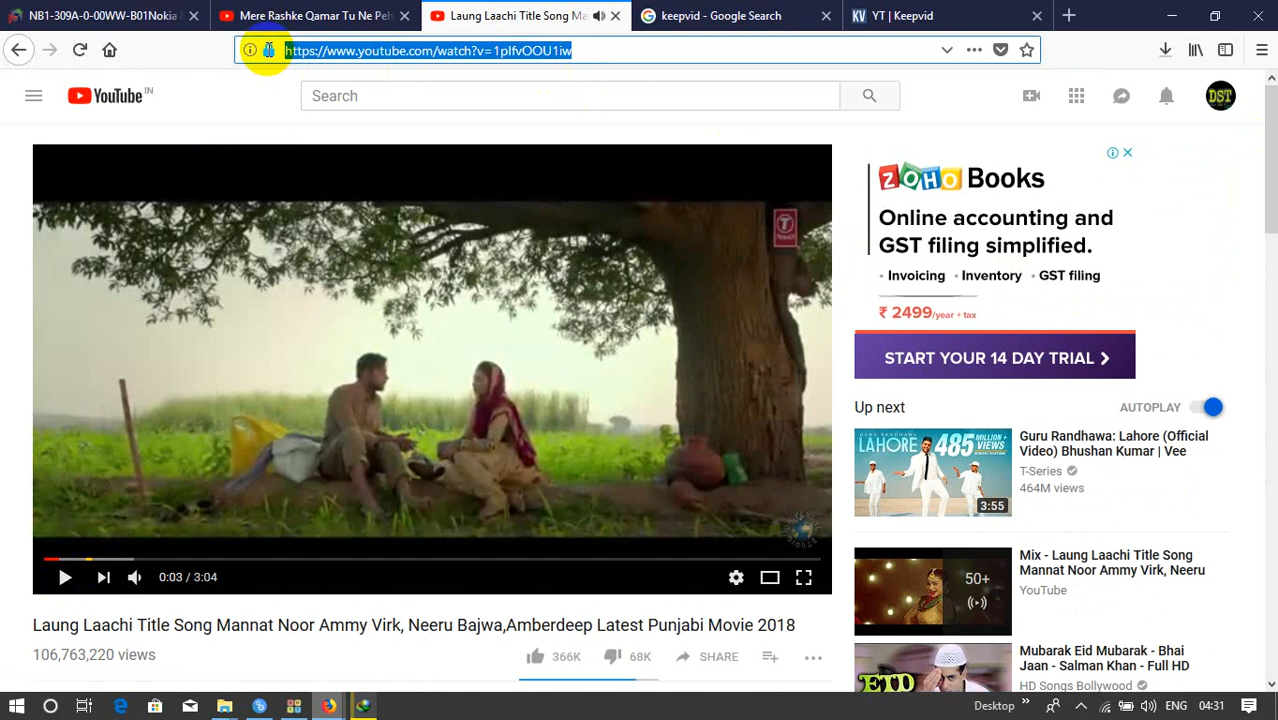 NB1-309A-0-00WW-B01Nokia 8
Mere Rashke Qamar Tu Ne Peh
Laung Laachi Title Song Ma
keepvid - Google Search
YT | Keepvid
https://www.youtube.com/watch?v=1pIfvOOU1iw
YouTube IN
Search
DST
ZOHO Books
Online accounting and
GST filing simplified.
• Invoicing • Inventory • GST filing
₹ 2499/year + tax
START YOUR 14 DAY TRIAL
Up next
AUTOPLAY
GURU RANDHAWA
LAHORE
485 MILLION+
VIEWS
3:55
Guru Randhawa: Lahore (Official
Video) Bhushan Kumar | Vee
T-Series
464M views
0:03 / 3:04
50+
Mix - Laung Laachi Title Song
Mannat Noor Ammy Virk, Neeru
YouTube
Laung Laachi Title Song Mannat Noor Ammy Virk, Neeru Bajwa,Amberdeep Latest Punjabi Movie 2018
106,763,220 views
366K
68K
SHARE
EID
Mubarak Eid Mubarak - Bhai
Jaan - Salman Khan - Full HD
HD Songs Bollywood
Desktop
ENG
04:31